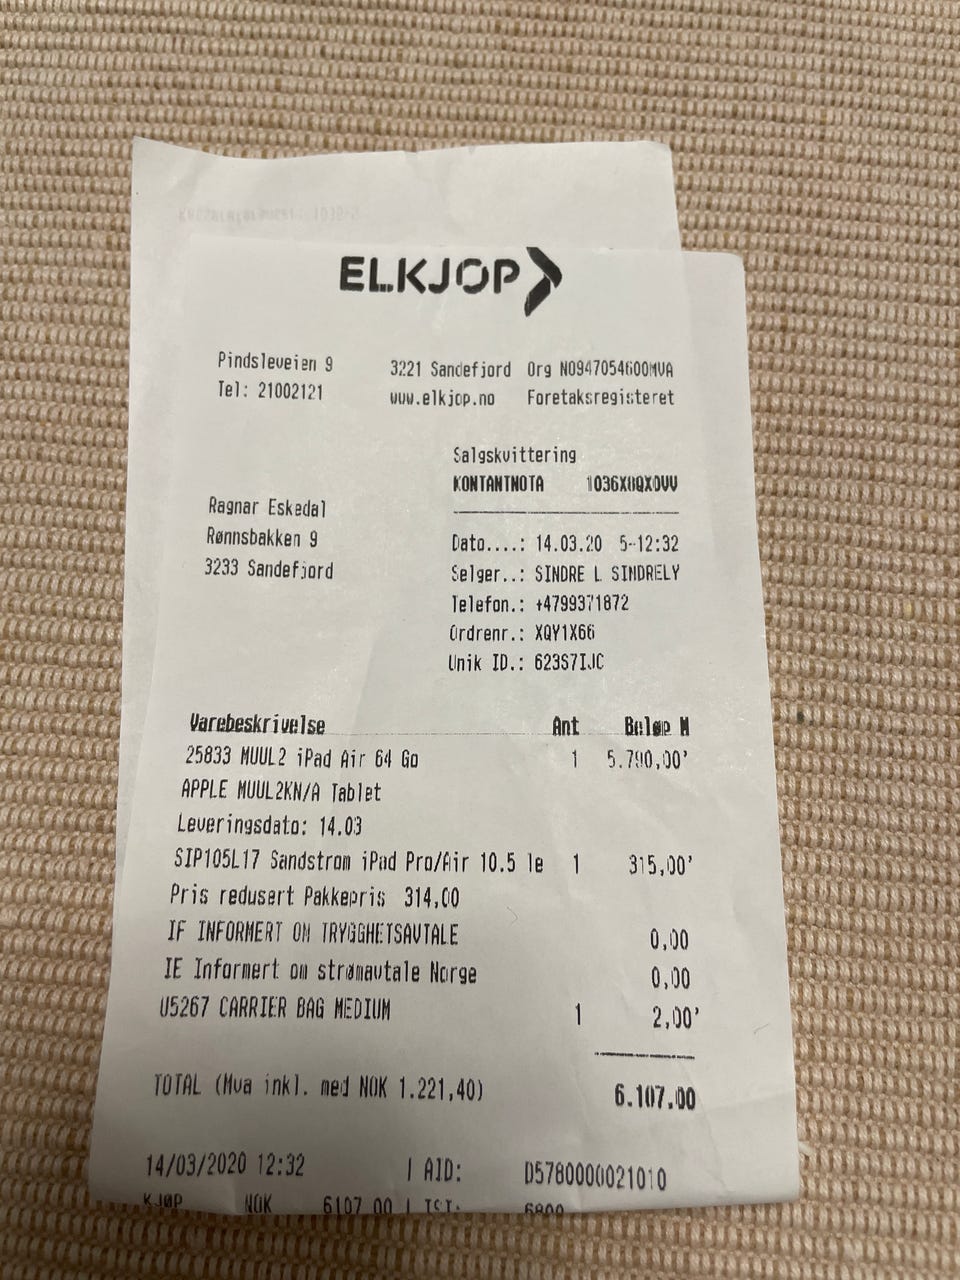 ELKJOP
Pindsleveien 9 3221 Sandefjord Org NO947054600MVA
Tel: 21002121 www.elkjop.no Foretaksregisteret
Salgskvittering
KONTANTNOTA
Ragnar Eskedal
Rønnsbakken 9
3233 Sandefjord
Dato....: 14.03.20 5-12:32
Selger..: SINDRE L SINDRELY
Telefon.: +4799371872
Ordrenr.: XQY1X66
Unik ID.: 623S7IJC
Varebeskrivelse Ant Beløp M
25833 MUUL2 iPad Air 64 Go 1 5.790,00'
APPLE MUUL2KN/A Tablet
Leveringsdato: 14.03
SIP105L17 Sandstrom iPad Pro/Air 10.5 le 1 315,00'
Pris redusert Pakkepris 314,00
IF INFORMERT OM TRYGGHETSAVTALE 0,00
IE Informert om strømavtale Norge 0,00
U5267 CARRIER BAG MEDIUM 1 2,00'
TOTAL (Mva inkl. med NOK 1.221,40) 6.107.00
14/03/2020 12:32 | AID: D5780000021010
KJØP NOK 6107.00 | TST: 6800